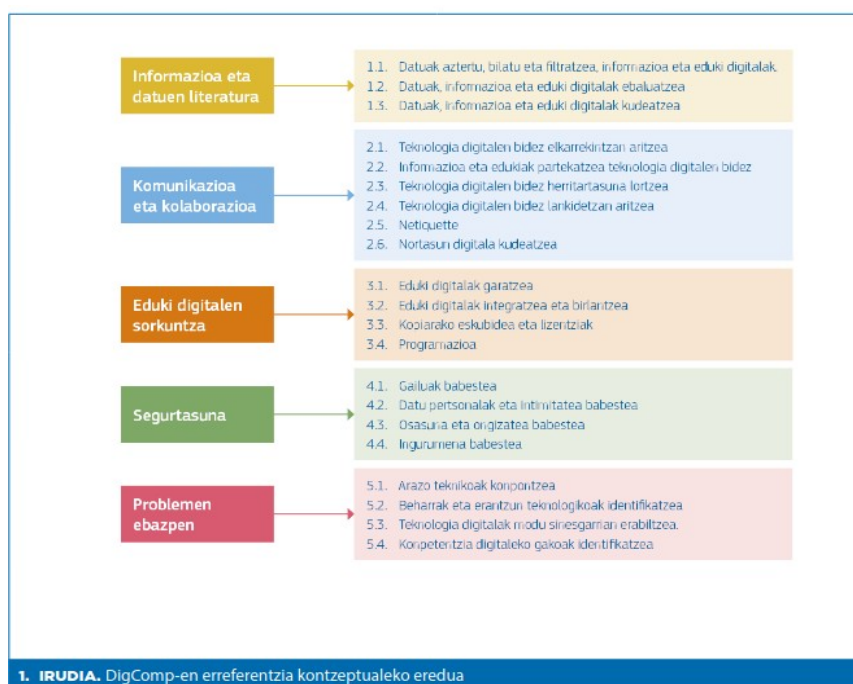 Informazioa eta
datuen literatura
1.1. Datuak aztertu, bilatu eta filtratzea, informazioa eta eduki digitalak.
1.2. Datuak, informazioa eta eduki digitalak ebaluatzea
1.3. Datuak, informazioa eta eduki digitalak kudeatzea
Komunikazioa
eta kolaborazioa
2.1. Teknologia digitalen bidez elkarrekintzan aritzea
2.2. Informazioa eta edukiak partekatzea teknologia digitalen bidez
2.3. Teknologia digitalen bidez herritartasuna lortzea
2.4. Teknologia digitalen bidez lankidetzan aritzea
2.5. Netiquette
2.6. Nortasun digitala kudeatzea
Eduki digitalen
sorkuntza
3.1. Eduki digitalak garatzea
3.2. Eduki digitalak integratzea eta birlantzea
3.3. Kopiarako eskubidea eta lizentziak
3.4. Programazioa
Segurtasuna
4.1. Gailuak babestea
4.2. Datu pertsonalak eta intimitatea babestea
4.3. Osasuna eta ongizatea babestea
4.4. Ingurumena babestea
Problemen
ebazpen
5.1. Arazo teknikoak konpontzea
5.2. Beharrak eta erantzun teknologikoak identifikatzea
5.3. Teknologia digitalak modu sinesgarrian erabiltzea.
5.4. Konpetentzia digitaleko gakoak identifikatzea
1. IRUDIA. DigComp-en erreferentzia kontzeptualeko eredua